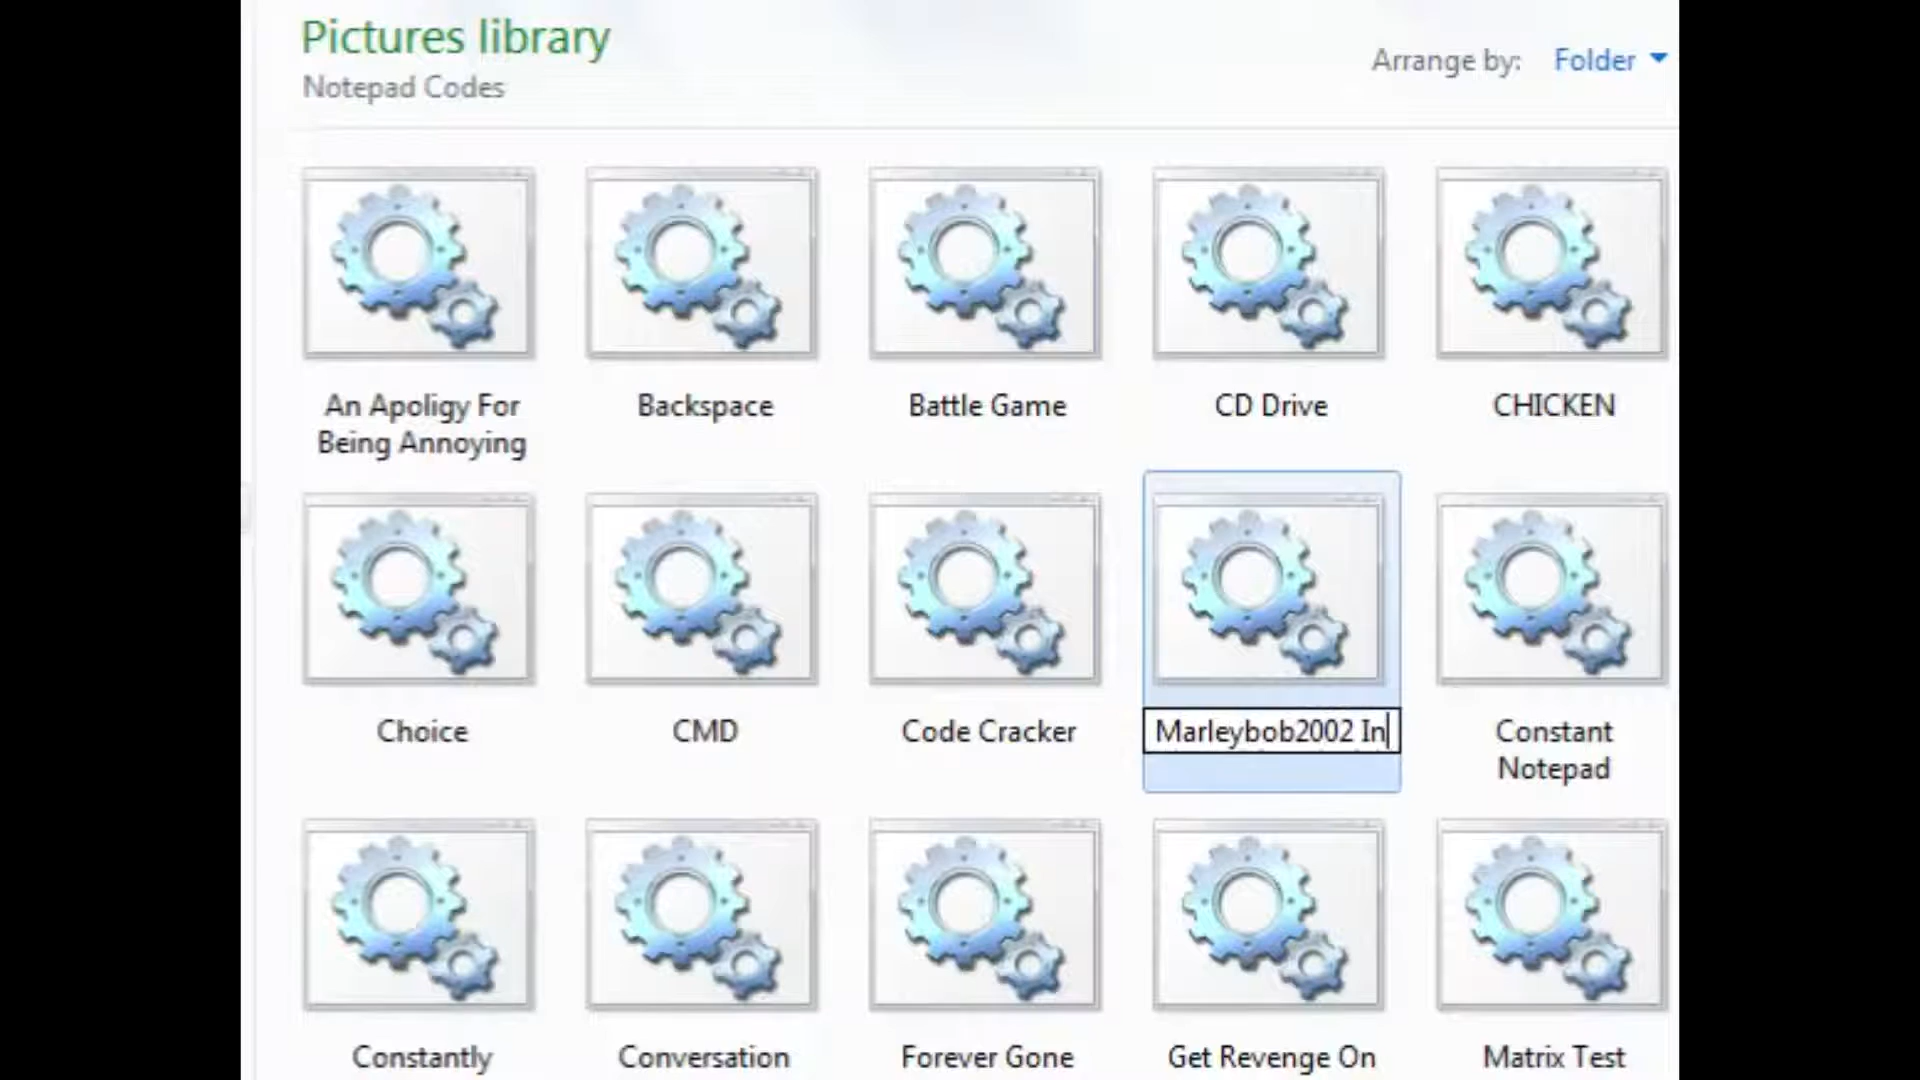 Pictures library
Notepad Codes
Arrange by: Folder
An Apoligy For
Being Annoying
Backspace
Battle Game
CD Drive
CHICKEN
Choice
CMD
Code Cracker
Marleybob2002 In
Constant
Notepad
Constantly
Conversation
Forever Gone
Get Revenge On
Matrix Test